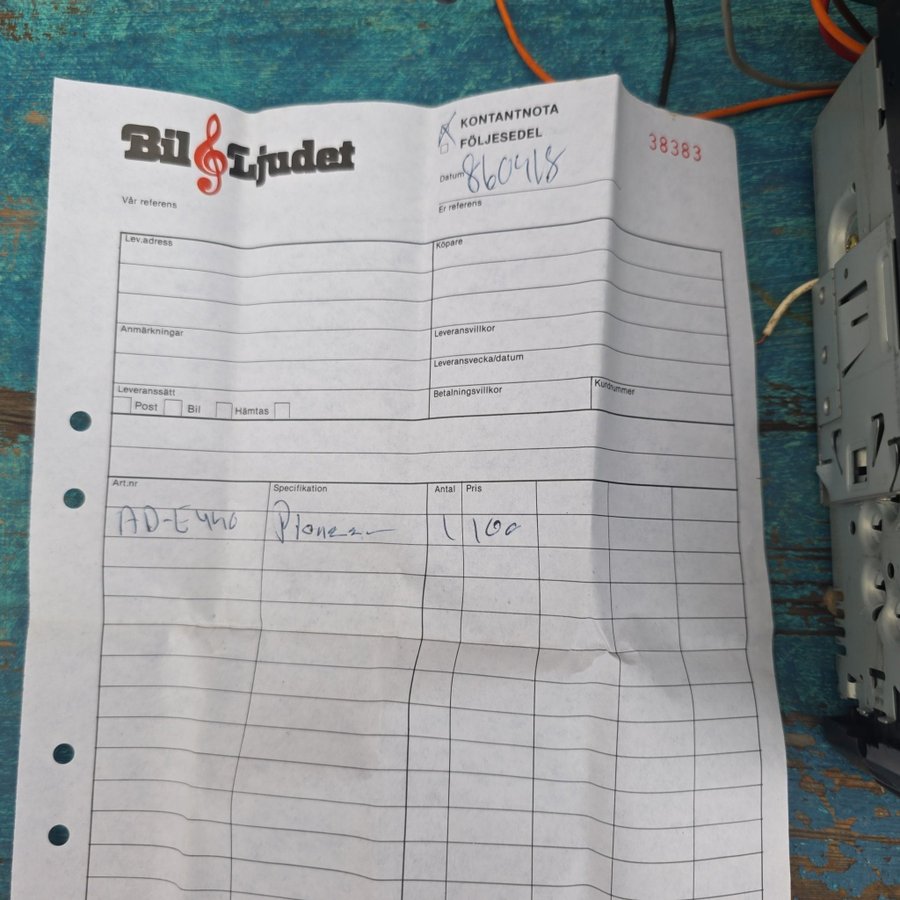 Bil Ljudet
KONTANTNOTA
FÖLJESEDEL
38383
Datum 860418
Vår referens
Er referens
Lev.adress
Köpare
Anmärkningar
Leveransvillkor
Leveransvecka/datum
Leveranssätt
Betalningsvillkor
Kundnummer
Post Bil Hämtas
Art.nr Specifikation Antal Pris
AD-E440 Pioneer 1 100